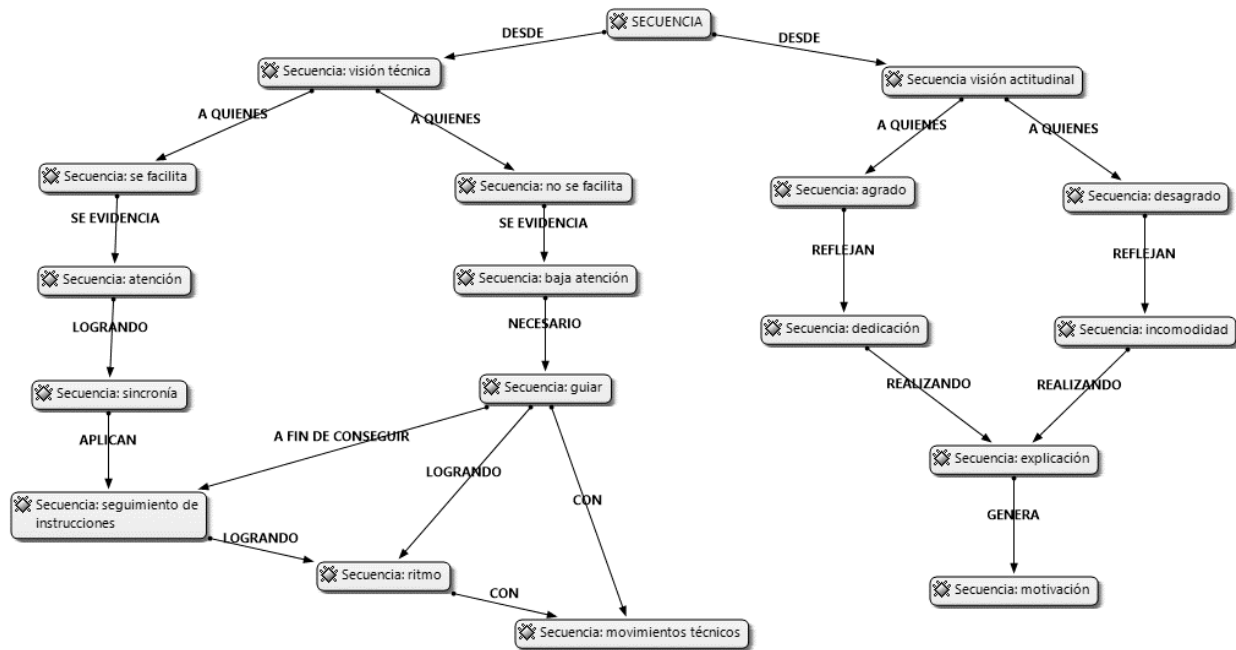 SECUENCIA
DESDE
DESDE
Secuencia: visión técnica
Secuencia visión actitudinal
A QUIENES
A QUIENES
A QUIENES
A QUIENES
Secuencia: se facilita
Secuencia: no se facilita
Secuencia: agrado
Secuencia: desagrado
SE EVIDENCIA
SE EVIDENCIA
REFLEJAN
REFLEJAN
Secuencia: atención
Secuencia: baja atención
LOGRANDO
NECESARIO
Secuencia: dedicación
Secuencia: incomodidad
Secuencia: sincronía
Secuencia: guiar
REALIZANDO
REALIZANDO
APLICAN
A FIN DE CONSEGUIR
LOGRANDO
CON
Secuencia: explicación
Secuencia: seguimiento de
instrucciones
GENERA
LOGRANDO
Secuencia: ritmo
CON
Secuencia: motivación
Secuencia: movimientos técnicos